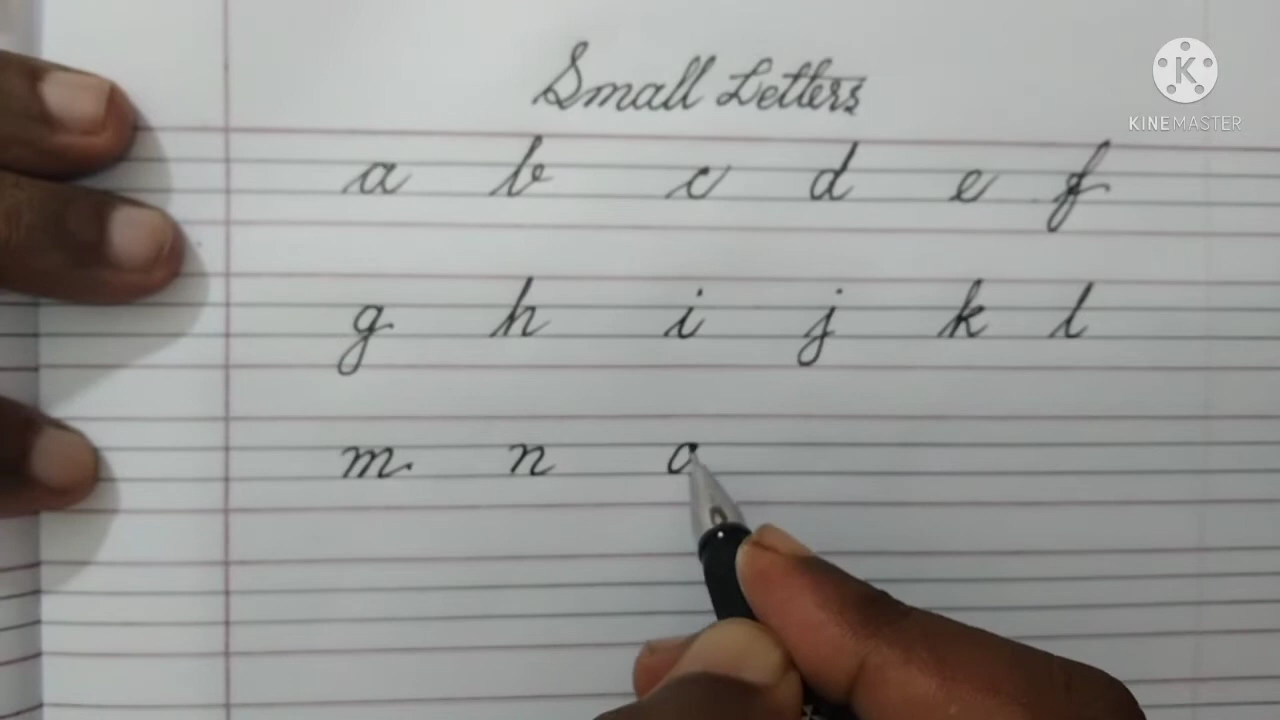 Small Letters
K
KINEMASTER
a b c d e f
g h i j k l
m n o